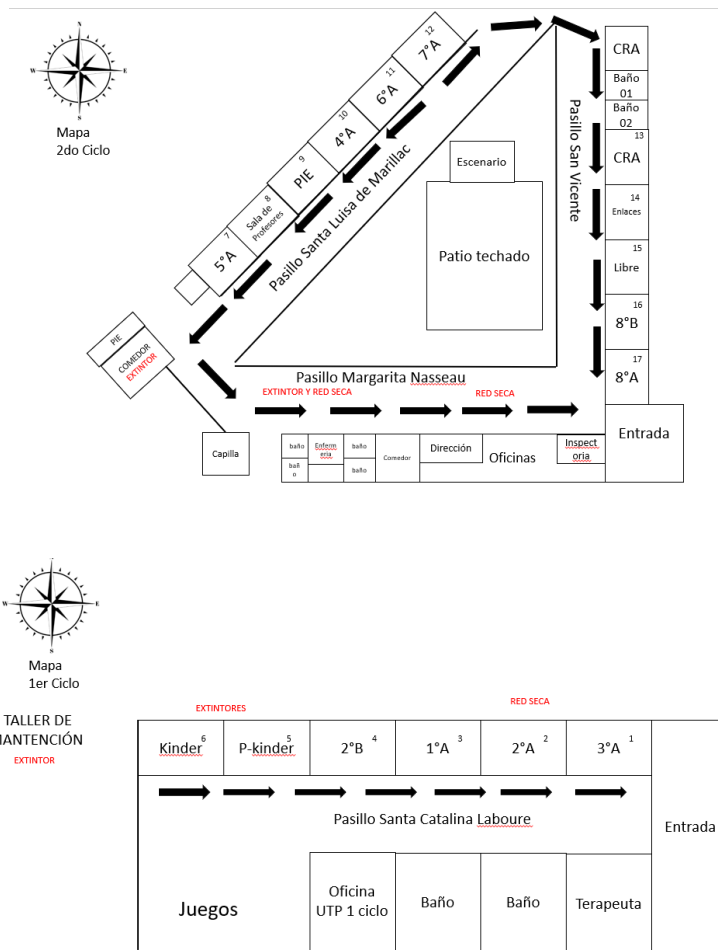 N
W
E
S
Mapa
2do Ciclo
12
7°A
11
6°A
10
4°A
9
PIE
8
Sala de
Profesores
7
5°A
Pasillo Santa Luisa de Marillac
PIE
COMEDOR
EXTINTOR
Capilla
Escenario
Patio techado
Pasillo San Vicente
CRA
Baño
01
Baño
02
13
CRA
14
Enlaces
15
Libre
16
8°B
17
8°A
Pasillo Margarita Nasseau
EXTINTOR Y RED SECA
RED SECA
baño
bañ
o
Enferm
eria
baño
baño
Comedor
Dirección
Oficinas
Inspect
oria
Entrada
W
E
S
Mapa
1er Ciclo
TALLER DE
MANTENCIÓN
EXTINTOR
EXTINTORES
RED SECA
Kinder 6
P-kinder 5
2°B 4
1°A 3
2°A 2
3°A 1
Pasillo Santa Catalina Laboure
Entrada
Juegos
Oficina
UTP 1 ciclo
Baño
Baño
Terapeuta